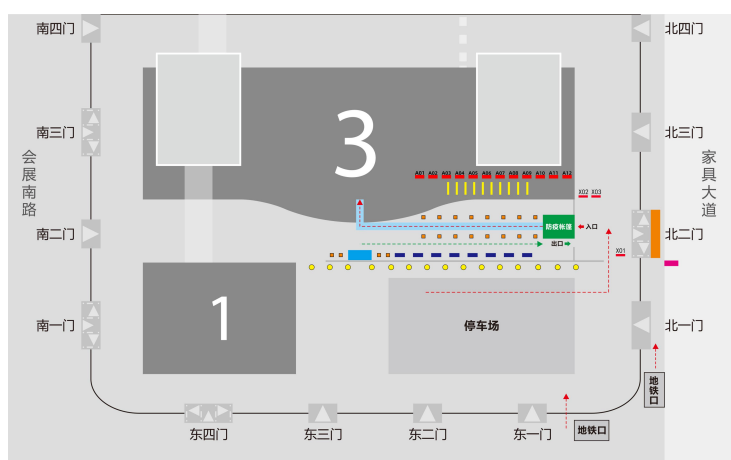 南四门
北四门
3
南三门
北三门
会展南路
家具大道
A01 A02 A03 A04 A05 A06 A07 A08 A09 A10 A11 A12
X02 X03
南二门
防疫帐篷
入口
北二门
出口
X01
1
南一门
停车场
北一门
地铁口
东四门
东三门
东二门
东一门
地铁口